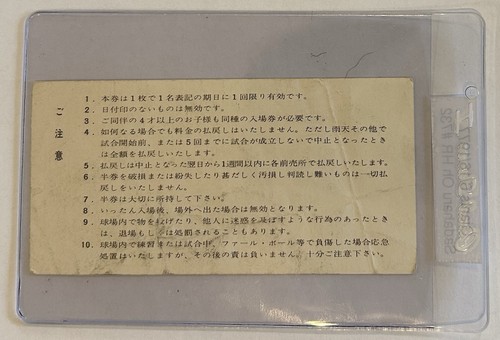 ご注意
1. 本券は1枚で1名表記の期日に1回限り有効です。
2. 日付印のないものは無効です。
3. ご同伴の4才以上のお子様も同種の入場券が必要です。
4. 如何なる場合でも料金の払戻しはいたしません。ただし雨天その他で
試合開始前、または5回までに試合が成立しないで中止となったとき
は全額を払戻しいたします。
5. 払戻しは中止となった翌日から1週間以内に各前売所で払戻しいたします。
6. 半券を破損または紛失したり甚だしく汚損し判読し難いものは一切払
戻しをいたしません。
7. 半券は大切に所持して下さい。
8. いったん入場後、場外へ出た場合は無効となります。
9. 球場内で物を投げたり、他人に迷惑を及ぼすような行為のあったとき
は、退場もしくは処罰されることもあります。
10. 球場内で練習または試合中、ファール・ボール等で負傷した場合応急
処置はいたしますが、その後の責は負いません。十分ご注意下さい。